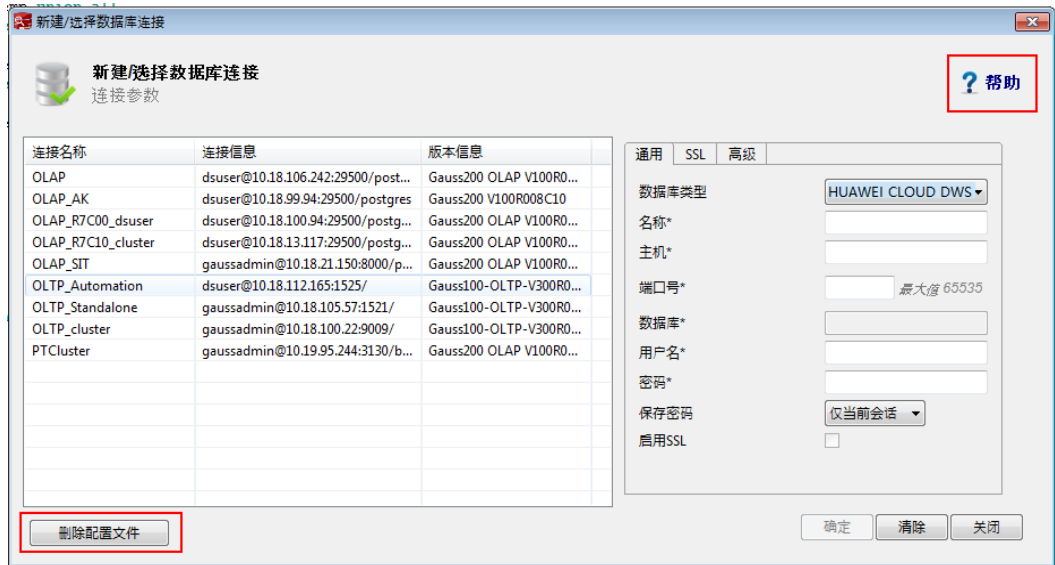 新建/选择数据库连接
新建/选择数据库连接
连接参数
? 帮助
连接名称 连接信息 版本信息
OLAP dsuser@10.18.106.242:29500/post... Gauss200 OLAP V100R0...
OLAP_AK dsuser@10.18.99.94:29500/postgres Gauss200 V100R008C10
OLAP_R7C00_dsuser dsuser@10.18.100.94:29500/postg... Gauss200 OLAP V100R0...
OLAP_R7C10_cluster dsuser@10.18.13.117:29500/postg... Gauss200 OLAP V100R0...
OLAP_SIT gaussadmin@10.18.21.150:8000/p... Gauss200 OLAP V100R0...
OLTP_Automation dsuser@10.18.112.165:1525/ Gauss100-OLTP-V300R0...
OLTP_Standalone gaussadmin@10.18.105.57:1521/ Gauss100-OLTP-V300R0...
OLTP_cluster gaussadmin@10.18.100.22:9009/ Gauss100-OLTP-V300R0...
PTCluster gaussadmin@10.19.95.244:3130/b... Gauss200 OLAP V100R0...
通用 SSL 高级
数据库类型 HUAWEI CLOUD DWS
名称*
主机*
端口号* 最大值 65535
数据库*
用户名*
密码*
保存密码 仅当前会话
启用SSL
删除配置文件
确定 清除 关闭